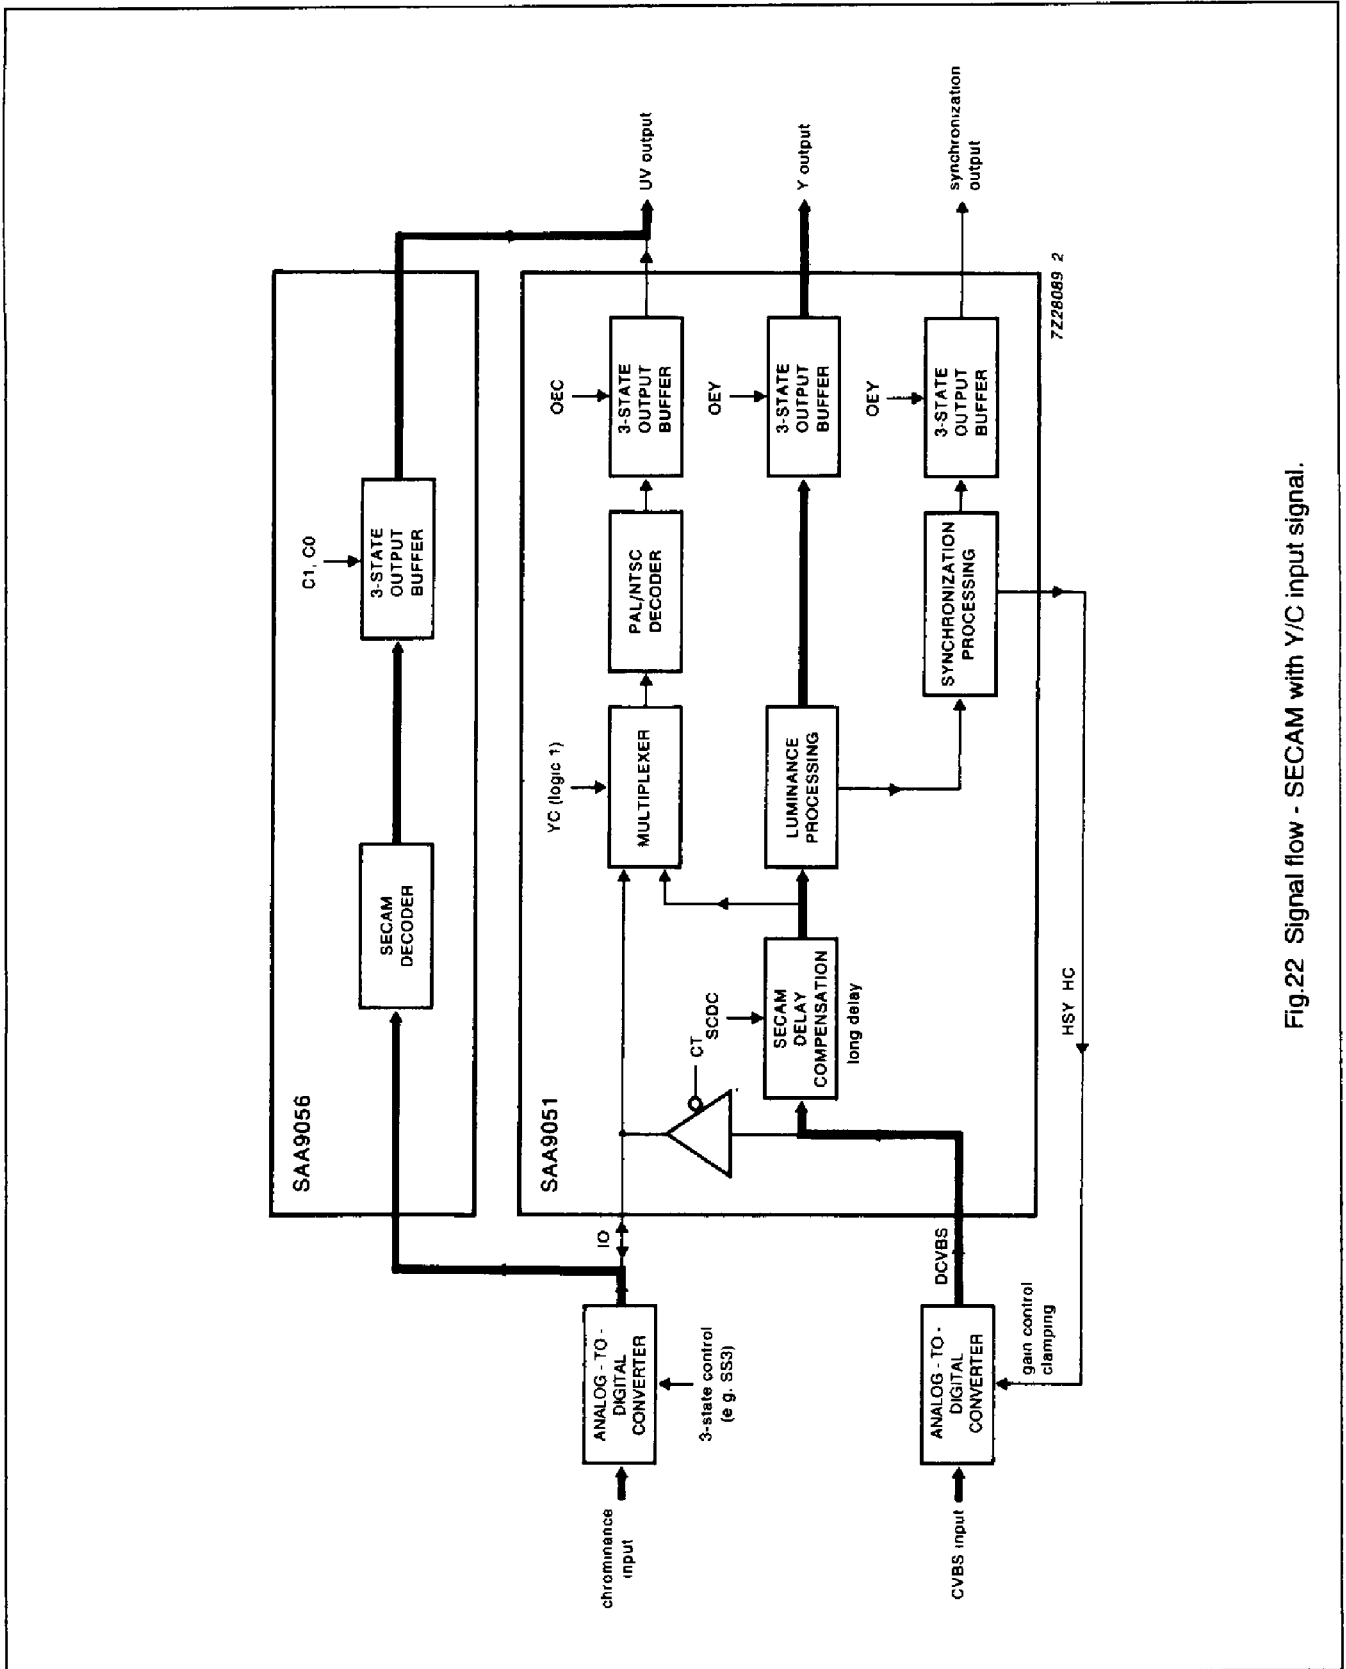 SAA9056
SECAM
DECODER
C1, C0
3-STATE
OUTPUT
BUFFER
UV output
SAA9051
chrominance
input
ANALOG - TO -
DIGITAL
CONVERTER
3-state control
(e g. SS3)
IO
CT
YC (logic 1)
MULTIPLEXER
PAL/NTSC
DECODER
OEC
3-STATE
OUTPUT
BUFFER
SCDC
SECAM
DELAY
COMPENSATION
long delay
LUMINANCE
PROCESSING
OEY
3-STATE
OUTPUT
BUFFER
Y output
CVBS input
ANALOG - TO -
DIGITAL
CONVERTER
DCVBS
gain control
clamping
SYNCHRONIZATION
PROCESSING
OEY
3-STATE
OUTPUT
BUFFER
synchronization
output
HSY HC
7Z28089 2
Fig.22 Signal flow - SECAM with Y/C input signal.